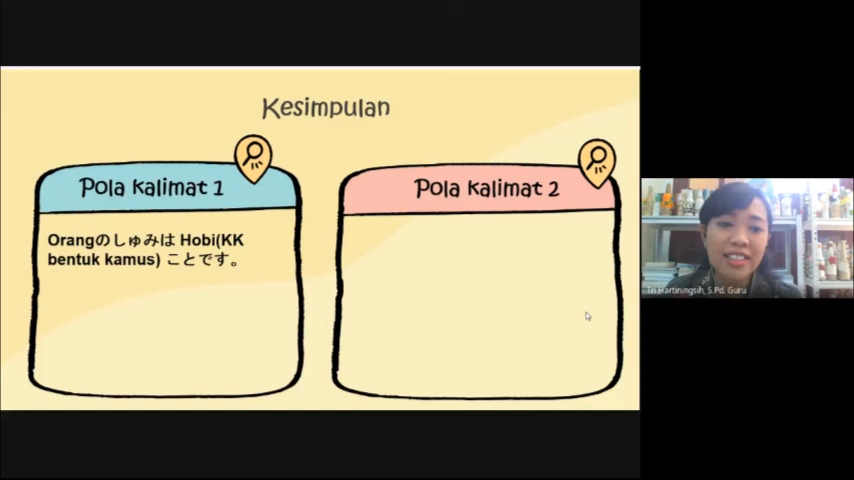 Kesimpulan
Pola kalimat 1
Orangのしゅみは Hobi(KK
bentuk kamus) ことです。
Pola kalimat 2
Tri Hartiningsih, S.Pd. Guru